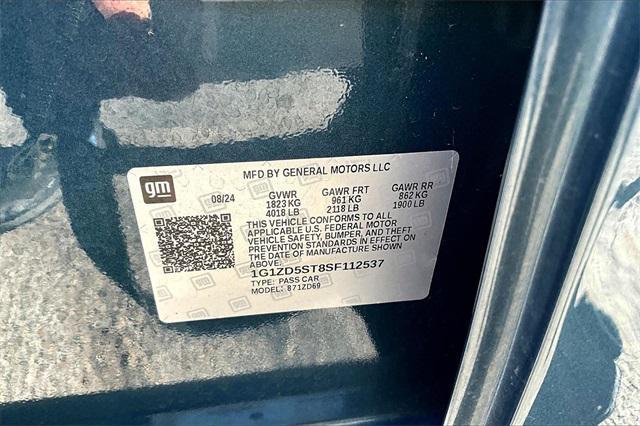 MFD BY GENERAL MOTORS LLC
gm
08/24
GVWR
1823 KG
4018 LB
GAWR FRT
961 KG
2118 LB
GAWR RR
862 KG
1900 LB
THIS VEHICLE CONFORMS TO ALL
APPLICABLE U.S. FEDERAL MOTOR
VEHICLE SAFETY, BUMPER, AND THEFT
PREVENTION STANDARDS IN EFFECT ON
THE DATE OF MANUFACTURE SHOWN
ABOVE.
1G1ZD5ST8SF112537
TYPE: PASS CAR
MODEL: 871ZD69